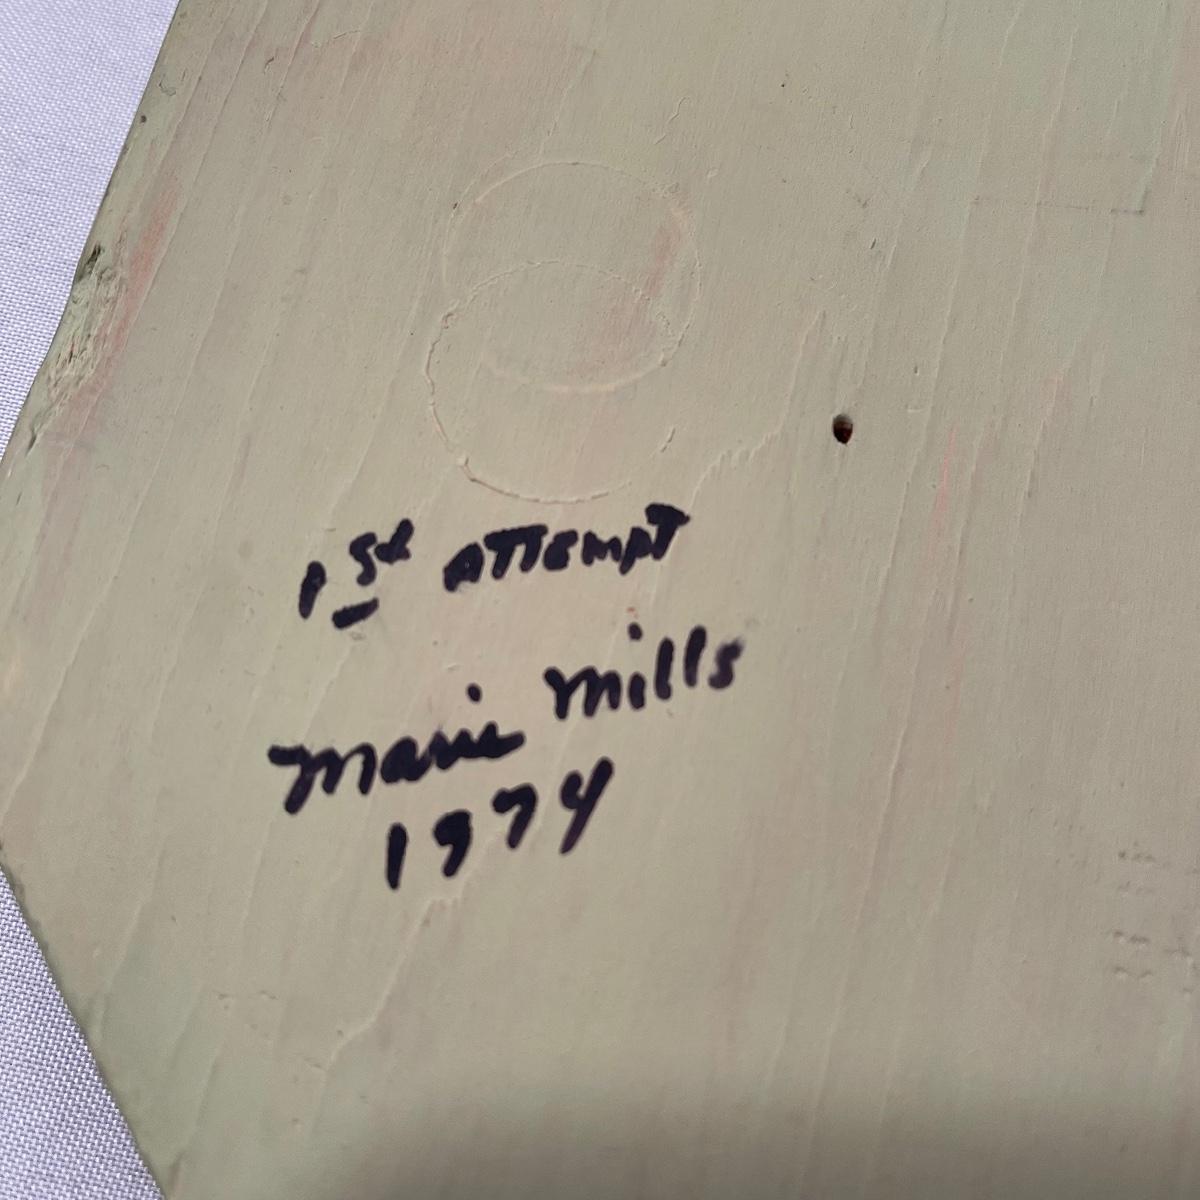 1st ATTEMPT
Marie Mills
1974